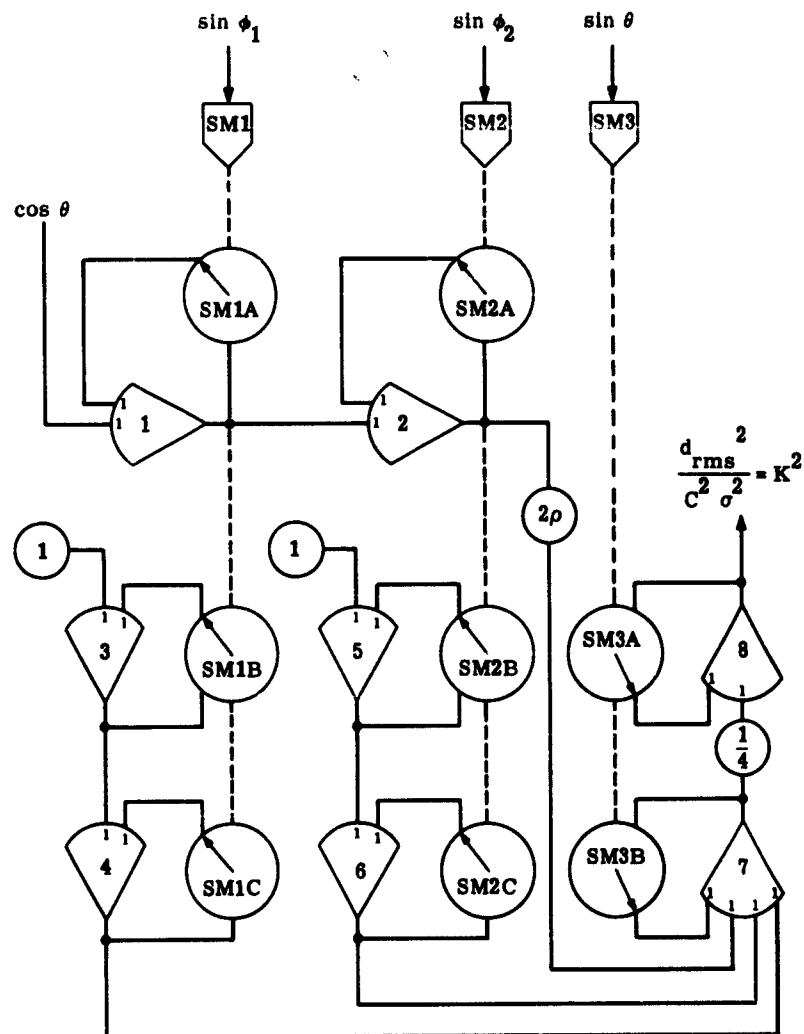 sin ϕ₁ sin ϕ₂ sin θ
SM1 SM2 SM3
cos θ
SM1A SM2A
1 1 1 1 1 2
d_rms² / C² σ² = K²
2ρ
1 1
1 1 1 1
3 SM1B 5 SM2B SM3A 8
1 1
1/4
1 1 1 1
4 SM1C 6 SM2C SM3B 7
1 1 1 1